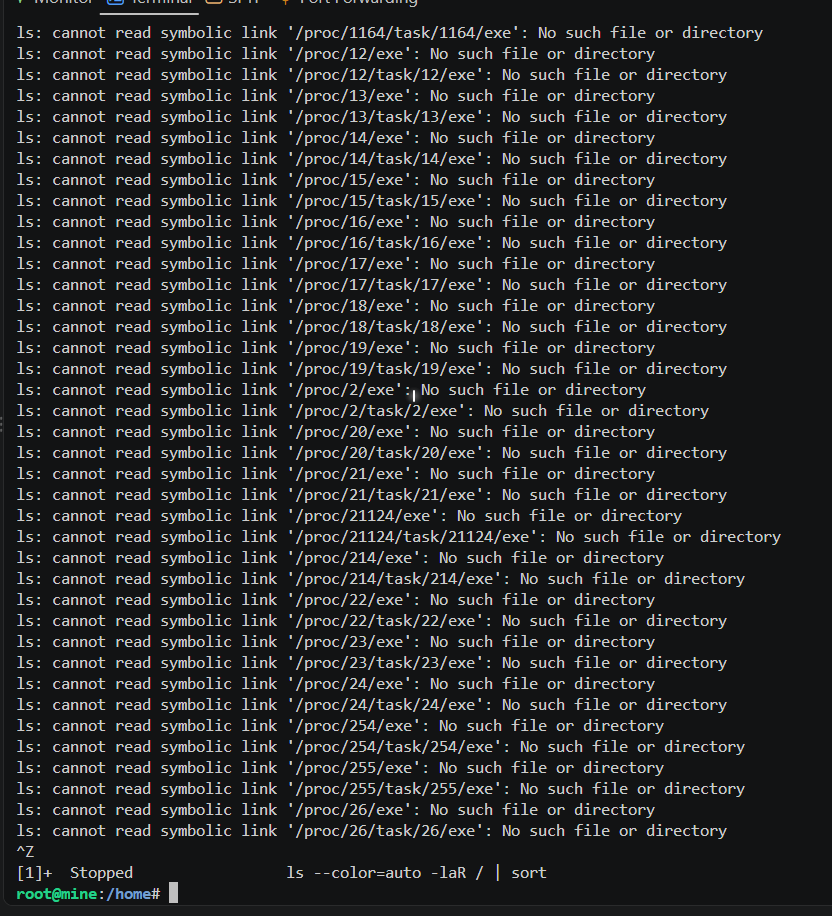 Monitor Terminal SFTP Port Forwarding
ls: cannot read symbolic link '/proc/1164/task/1164/exe': No such file or directory
ls: cannot read symbolic link '/proc/12/exe': No such file or directory
ls: cannot read symbolic link '/proc/12/task/12/exe': No such file or directory
ls: cannot read symbolic link '/proc/13/exe': No such file or directory
ls: cannot read symbolic link '/proc/13/task/13/exe': No such file or directory
ls: cannot read symbolic link '/proc/14/exe': No such file or directory
ls: cannot read symbolic link '/proc/14/task/14/exe': No such file or directory
ls: cannot read symbolic link '/proc/15/exe': No such file or directory
ls: cannot read symbolic link '/proc/15/task/15/exe': No such file or directory
ls: cannot read symbolic link '/proc/16/exe': No such file or directory
ls: cannot read symbolic link '/proc/16/task/16/exe': No such file or directory
ls: cannot read symbolic link '/proc/17/exe': No such file or directory
ls: cannot read symbolic link '/proc/17/task/17/exe': No such file or directory
ls: cannot read symbolic link '/proc/18/exe': No such file or directory
ls: cannot read symbolic link '/proc/18/task/18/exe': No such file or directory
ls: cannot read symbolic link '/proc/19/exe': No such file or directory
ls: cannot read symbolic link '/proc/19/task/19/exe': No such file or directory
ls: cannot read symbolic link '/proc/2/exe': No such file or directory
ls: cannot read symbolic link '/proc/2/task/2/exe': No such file or directory
ls: cannot read symbolic link '/proc/20/exe': No such file or directory
ls: cannot read symbolic link '/proc/20/task/20/exe': No such file or directory
ls: cannot read symbolic link '/proc/21/exe': No such file or directory
ls: cannot read symbolic link '/proc/21/task/21/exe': No such file or directory
ls: cannot read symbolic link '/proc/21124/exe': No such file or directory
ls: cannot read symbolic link '/proc/21124/task/21124/exe': No such file or directory
ls: cannot read symbolic link '/proc/214/exe': No such file or directory
ls: cannot read symbolic link '/proc/214/task/214/exe': No such file or directory
ls: cannot read symbolic link '/proc/22/exe': No such file or directory
ls: cannot read symbolic link '/proc/22/task/22/exe': No such file or directory
ls: cannot read symbolic link '/proc/23/exe': No such file or directory
ls: cannot read symbolic link '/proc/23/task/23/exe': No such file or directory
ls: cannot read symbolic link '/proc/24/exe': No such file or directory
ls: cannot read symbolic link '/proc/24/task/24/exe': No such file or directory
ls: cannot read symbolic link '/proc/254/exe': No such file or directory
ls: cannot read symbolic link '/proc/254/task/254/exe': No such file or directory
ls: cannot read symbolic link '/proc/255/exe': No such file or directory
ls: cannot read symbolic link '/proc/255/task/255/exe': No such file or directory
ls: cannot read symbolic link '/proc/26/exe': No such file or directory
ls: cannot read symbolic link '/proc/26/task/26/exe': No such file or directory
^Z
[1]+  Stopped                 ls --color=auto -laR / | sort
root@mine:/home#